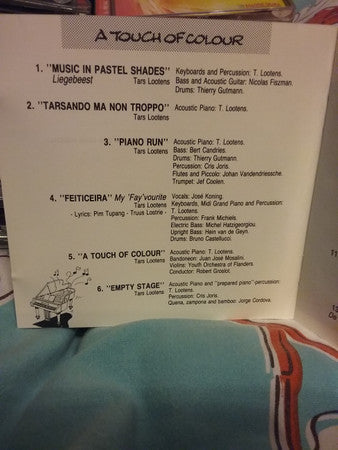 A TOUCH OF COLOUR
1. "MUSIC IN PASTEL SHADES" Keyboards and Percussion: T. Lootens.
Liegebeest Tars Lootens Bass and Acoustic Guitar: Nicolas Fiszman.
Drums: Thierry Gutmann.
2. "TARSANDO MA NON TROPPO" Acoustic Piano: T. Lootens.
Tars Lootens
3. "PIANO RUN" Acoustic Piano: T. Lootens.
Tars Lootens Bass: Bert Candries.
Drums: Thierry Gutmann.
Percussion: Cris Joris.
Flutes and Piccolo: Johan Vandendriessche.
Trumpet: Jef Coolen.
4. "FEITICEIRA" My 'Fay'vourite Vocals: José Koning.
Tars Lootens Keyboards, Midi Grand Piano and Percussion:
- Lyrics: Pim Tupang - Truus Lootrie - T. Lootens.
Percussion: Frank Michiels.
Electric Bass: Michel Hatzigeorgiou
Upright Bass: Hein van de Geyn.
Drums: Bruno Castellucci.
5. "A TOUCH OF COLOUR" Acoustic Piano: T. Lootens.
Tars Lootens Bandoneon: Juan José Mosalini.
Violins: Youth Orchestra of Flanders.
Conductor: Robert Groslot.
6. "EMPTY STAGE" Acoustic Piano and "prepared piano"-percussion:
Tars Lootens T. Lootens.
Percussion: Cris Joris.
Quena, zampona and bamboo: Jorge Cordova.
11
13
De